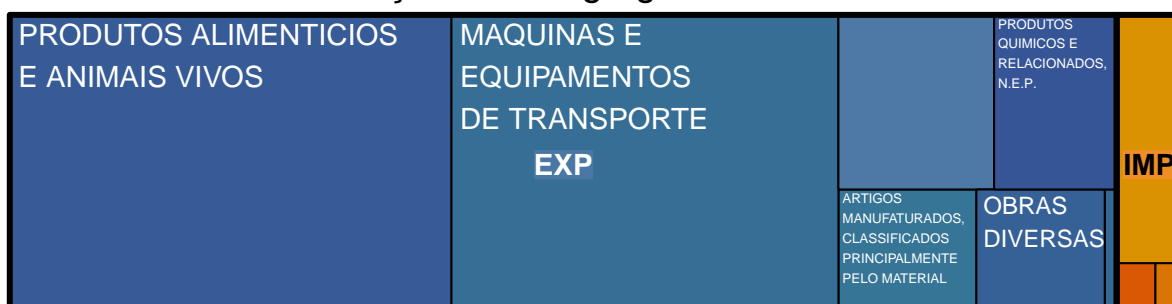 PRODUTOS ALIMENTICIOS
E ANIMAIS VIVOS
MAQUINAS E
EQUIPAMENTOS
DE TRANSPORTE
EXP
PRODUTOS
QUIMICOS E
RELACIONADOS,
N.E.P.
ARTIGOS
MANUFATURADOS,
CLASSIFICADOS
PRINCIPALMENTE
PELO MATERIAL
OBRAS
DIVERSAS
IMP